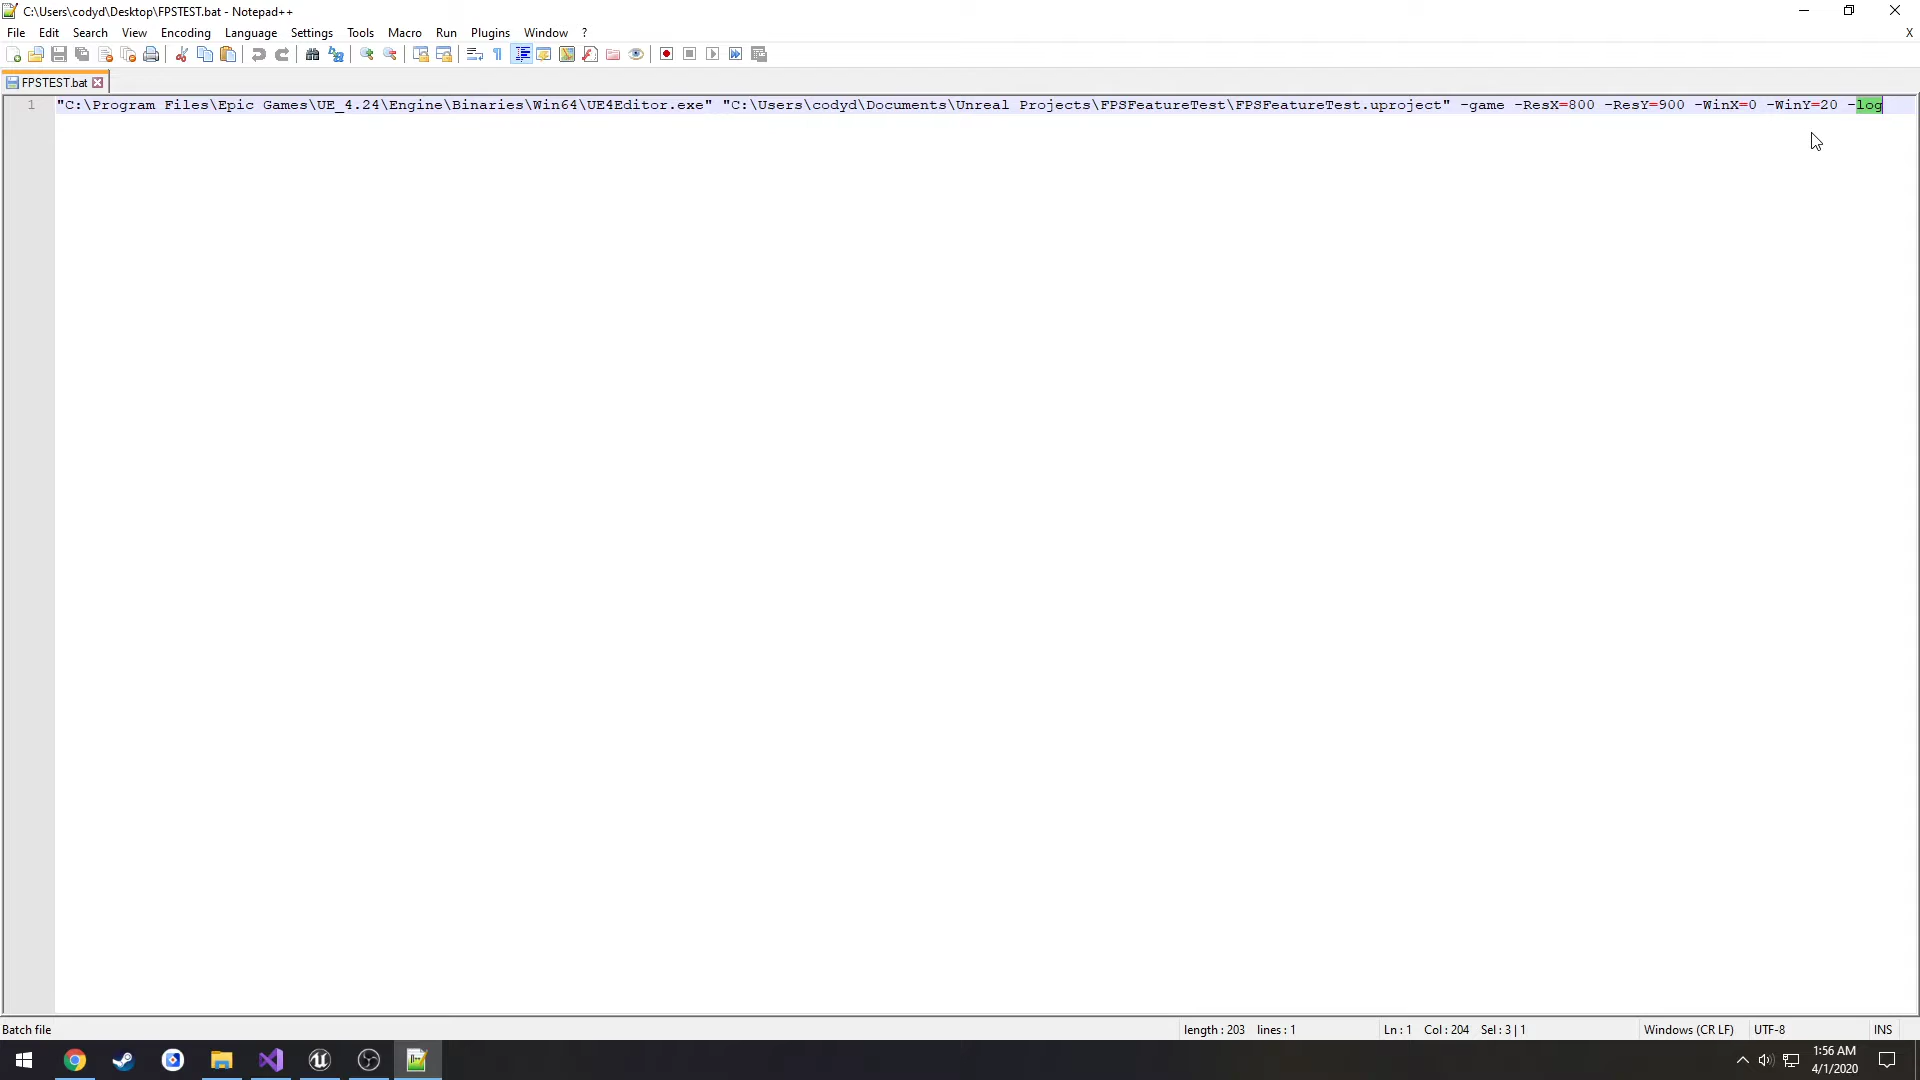 C:\Users\codyd\Desktop\FPSTEST.bat - Notepad++
File Edit Search View Encoding Language Settings Tools Macro Run Plugins Window ? X
FPSTEST.bat
1 "C:\Program Files\Epic Games\UE_4.24\Engine\Binaries\Win64\UE4Editor.exe" "C:\Users\codyd\Documents\Unreal Projects\FPSFeatureTest\FPSFeatureTest.uproject" -game -ResX=800 -ResY=900 -WinX=0 -WinY=20 -log
Batch file length : 203 lines : 1 Ln : 1 Col : 204 Sel : 3 | 1 Windows (CR LF) UTF-8 INS
1:56 AM
4/1/2020